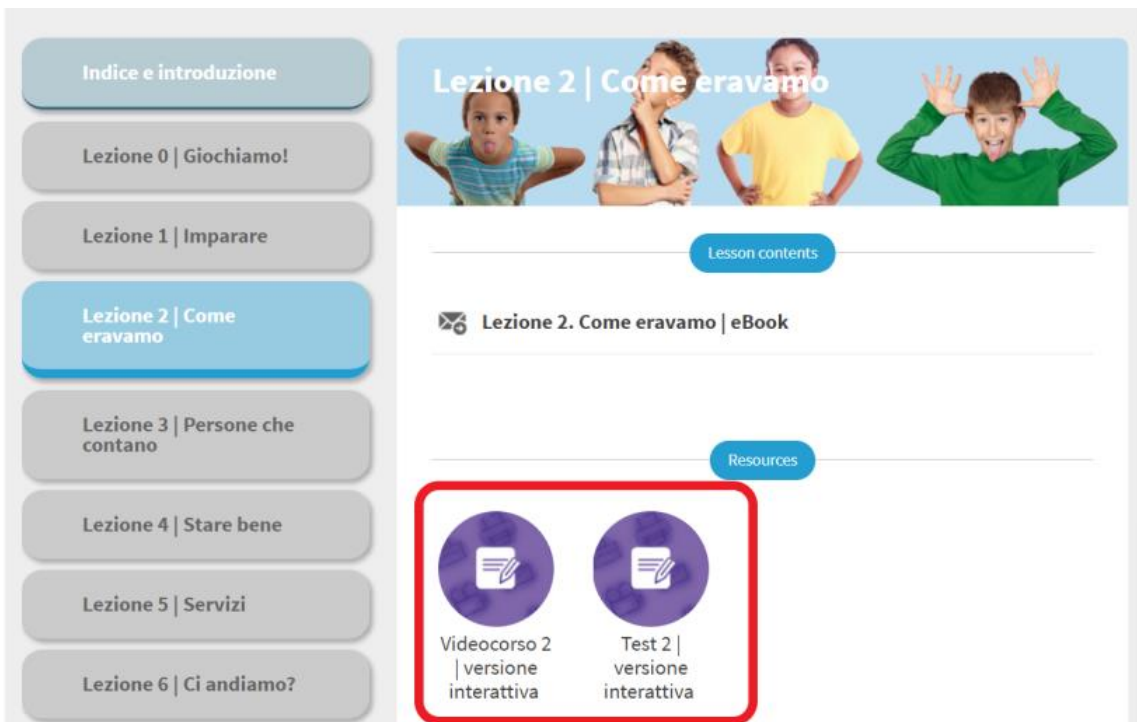 Indice e introduzione
Lezione 0 | Giochiamo!
Lezione 1 | Imparare
Lezione 2 | Come
eravamo
Lezione 3 | Persone che
contano
Lezione 4 | Stare bene
Lezione 5 | Servizi
Lezione 6 | Ci andiamo?
Lezione 2 | Come eravamo
Lesson contents
Lezione 2. Come eravamo | eBook
Resources
Videocorso 2
| versione
interattiva
Test 2 |
versione
interattiva